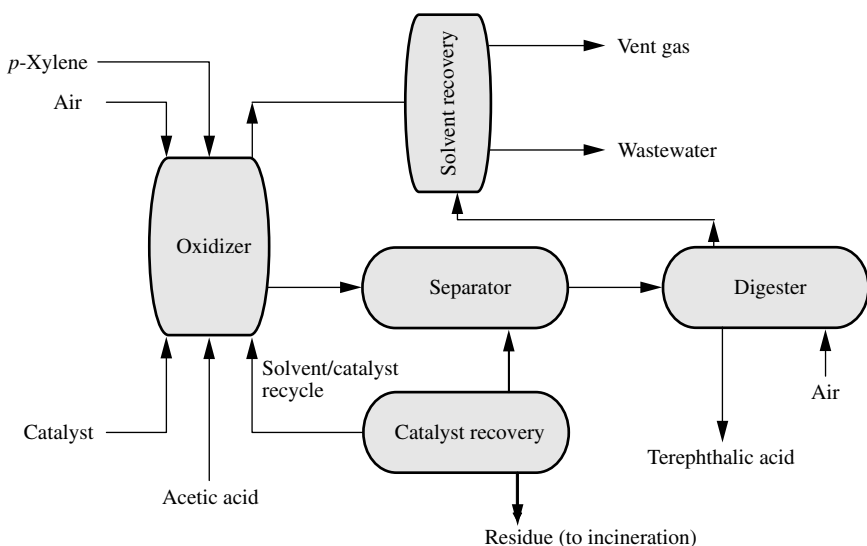 p-Xylene
Air
Solvent recovery
Vent gas
Wastewater
Oxidizer
Separator
Digester
Solvent/catalyst
recycle
Catalyst
Catalyst recovery
Air
Acetic acid
Terephthalic acid
Residue (to incineration)